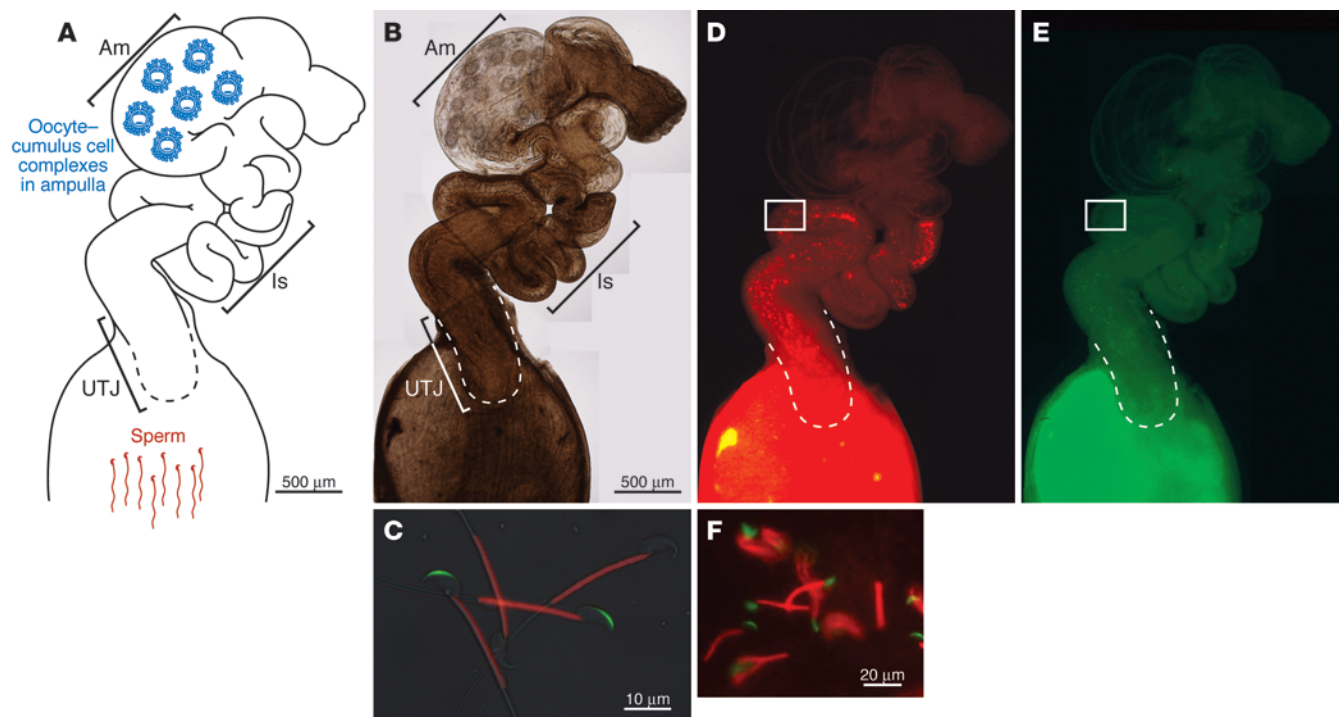 A
Am
Oocyte–
cumulus cell
complexes
in ampulla
Is
UTJ
Sperm
500 μm
B
Am
Is
UTJ
500 μm
D
E
C
10 μm
F
20 μm